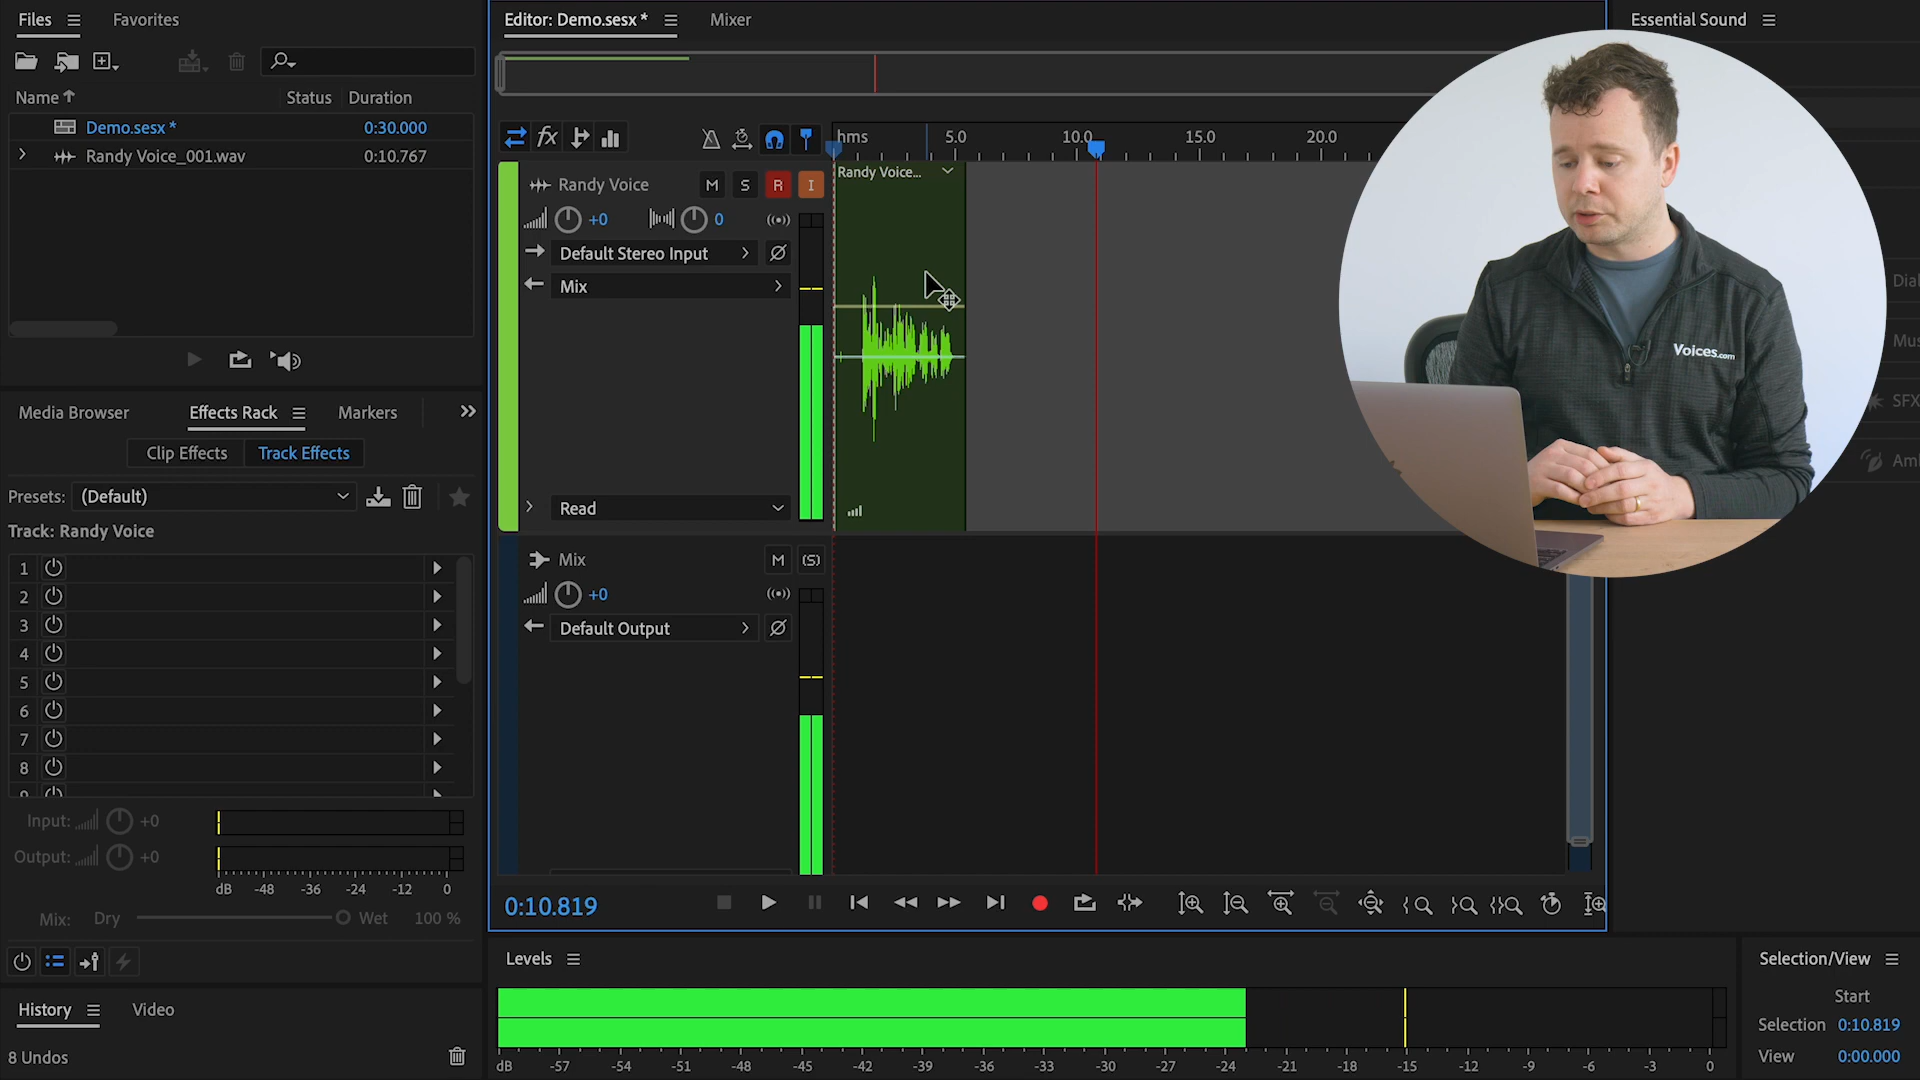 Files
Favorites
Name
Status
Duration
Demo.sesx *
0:30.000
Randy Voice_001.wav
0:10.767
Media Browser
Effects Rack
Markers
Clip Effects
Track Effects
Presets:
(Default)
Track: Randy Voice
1
2
3
4
5
6
7
8
Input:
+0
Output:
+0
dB -48 -36 -24 -12 0
Mix: Dry Wet 100 %
History
Video
8 Undos
Editor: Demo.sesx *
Mixer
fx
hms 5.0 10.0 15.0 20.0
Randy Voice
M S R I
+0
0
Default Stereo Input
Mix
Read
Randy Voice...
Mix
M (S)
+0
Default Output
0:10.819
Levels
dB -57 -54 -51 -48 -45 -42 -39 -36 -33 -30 -27 -24 -21 -18 -15 -12 -9 -6 -3 0
Essential Sound
Voices.com
Dial
Mus
SFX
Aml
Selection/View
Start
Selection 0:10.819
View 0:00.000